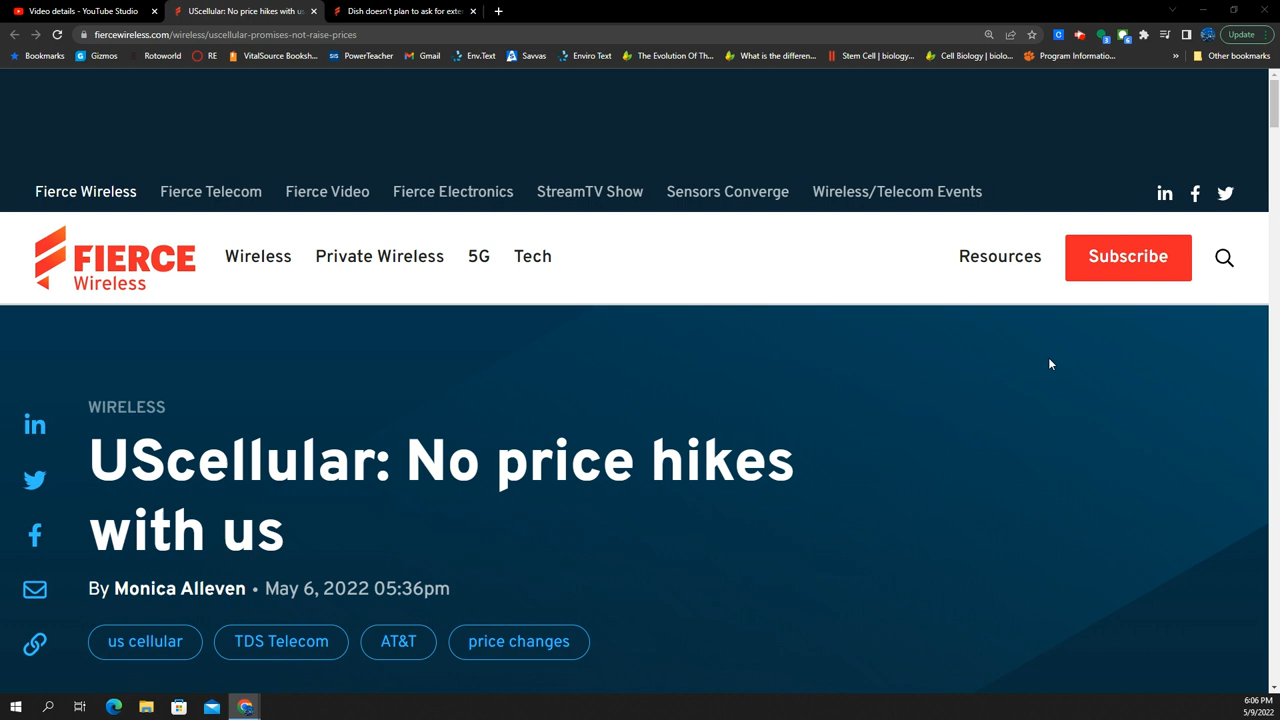 Video details - YouTube Studio
UScellular: No price hikes with us
Dish doesn't plan to ask for exte
fiercewireless.com/wireless/uscellular-promises-not-raise-prices
Update
Bookmarks
Gizmos
Rotoworld
RE
VitalSource Booksh...
SIS PowerTeacher
Gmail
Env.Text
Savvas
Enviro Text
The Evolution Of Th...
What is the differen...
Stem Cell | biology...
Cell Biology | biolo...
Program Informatio...
»
Other bookmarks
Fierce Wireless
Fierce Telecom
Fierce Video
Fierce Electronics
StreamTV Show
Sensors Converge
Wireless/Telecom Events
FIERCE
Wireless
Wireless
Private Wireless
5G
Tech
Resources
Subscribe
WIRELESS
UScellular: No price hikes
with us
By Monica Alleven • May 6, 2022 05:36pm
us cellular
TDS Telecom
AT&T
price changes
6:06 PM
5/9/2022